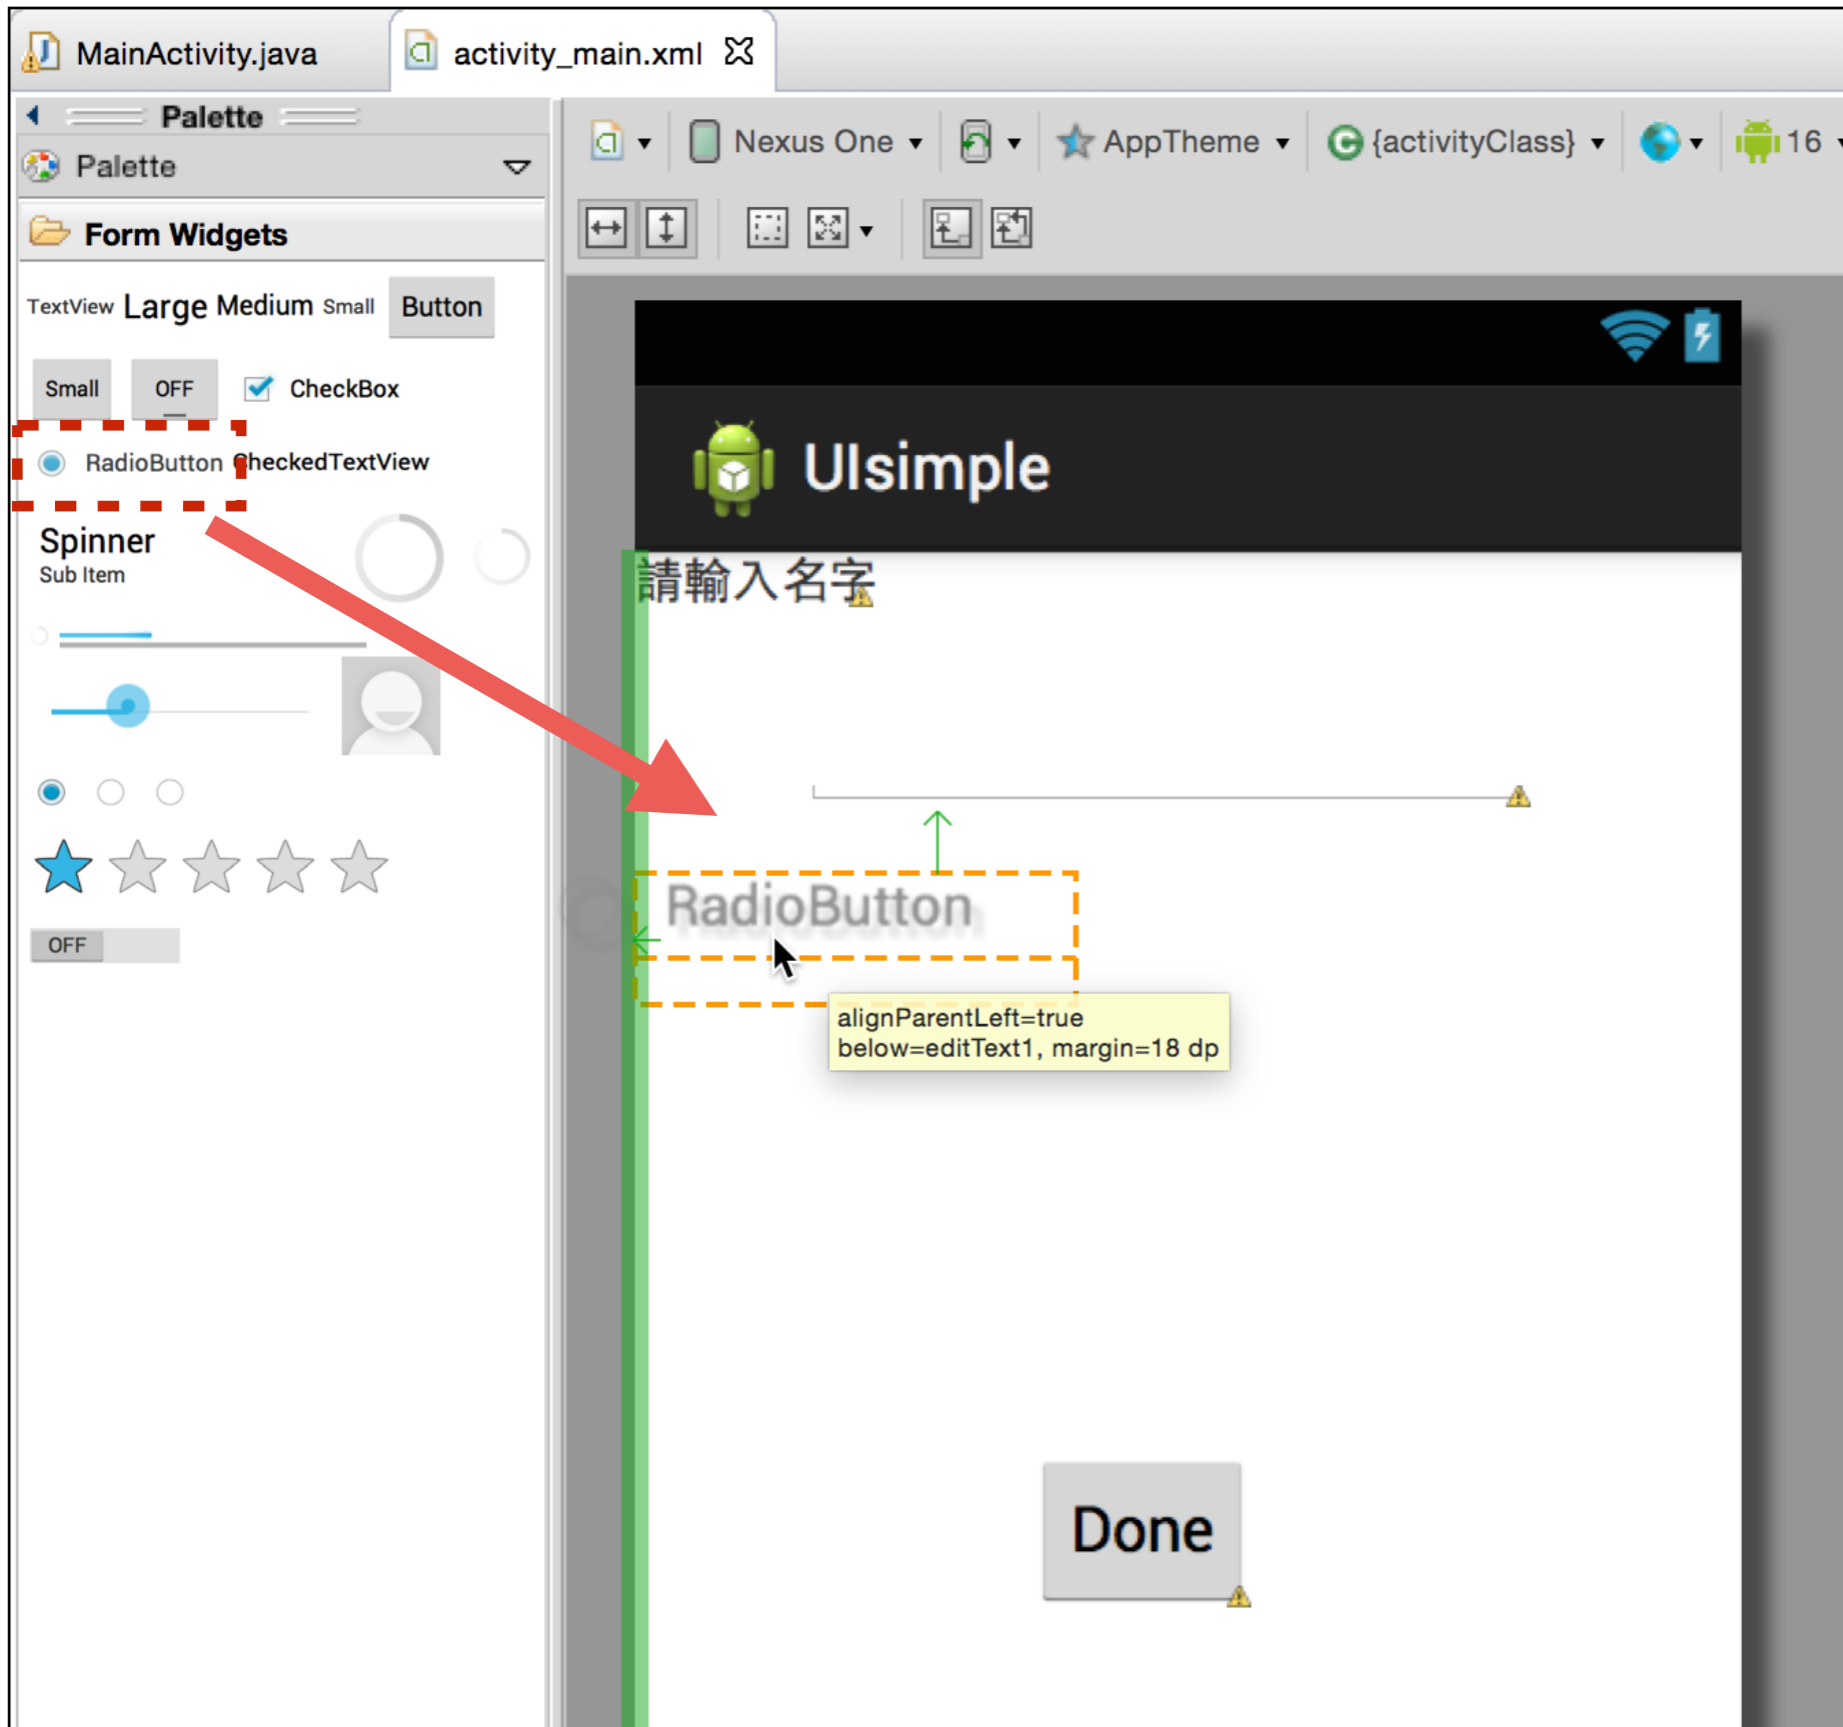 MainActivity.java
activity_main.xml
Palette
Palette
Form Widgets
TextView Large Medium Small Button
Small OFF CheckBox
RadioButton CheckedTextView
Spinner
Sub Item
OFF
Nexus One AppTheme {activityClass} 16
UIsimple
請輸入名字
RadioButton
alignParentLeft=true
below=editText1, margin=18 dp
Done